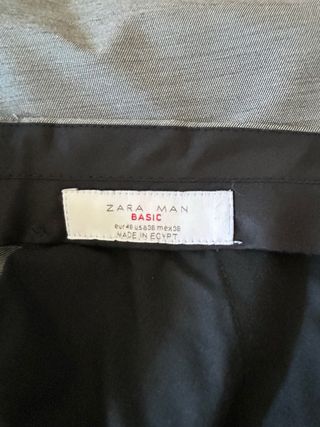 ZARA MAN
BASIC
eur46 usa36 mex36
MADE IN EGYPT